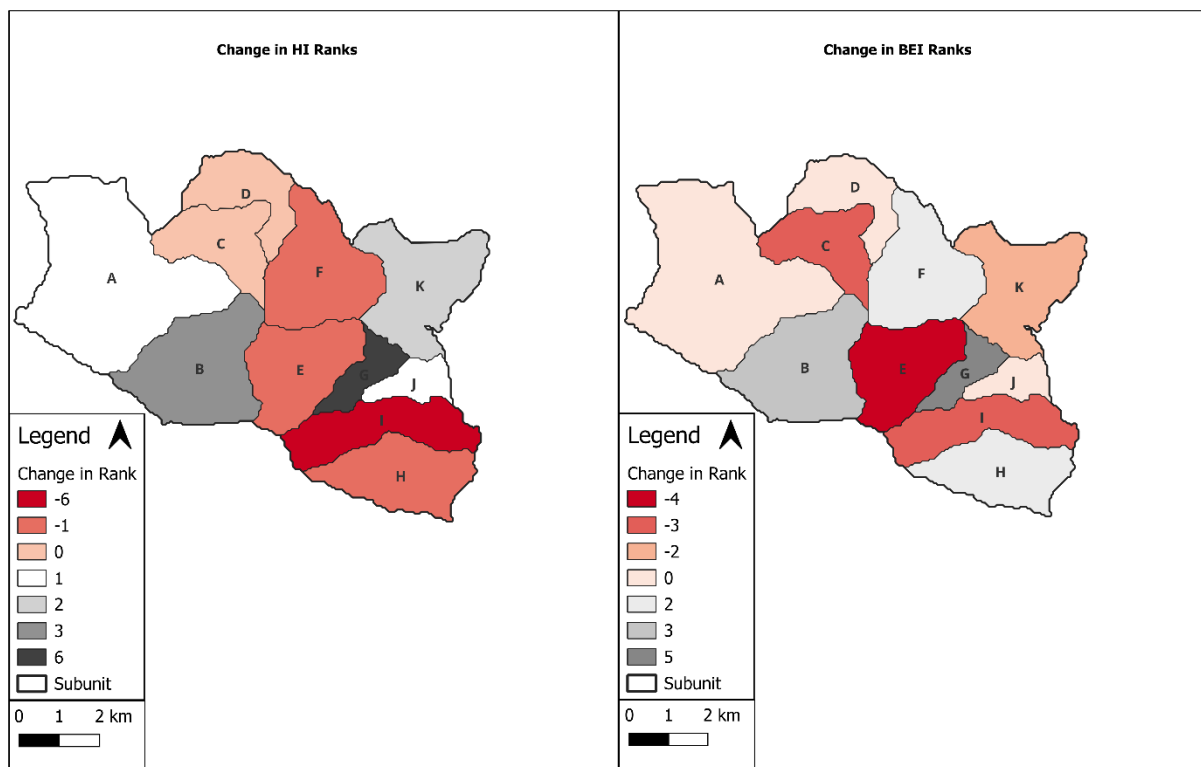 Change in HI Ranks
D
C
F
A
K
B
E
G
J
I
H
Legend
Change in Rank
-6
-1
0
1
2
3
6
Subunit
0 1 2 km
Change in BEI Ranks
D
C
F
A
K
B
E
G
J
I
H
Legend
Change in Rank
-4
-3
-2
0
2
3
5
Subunit
0 1 2 km